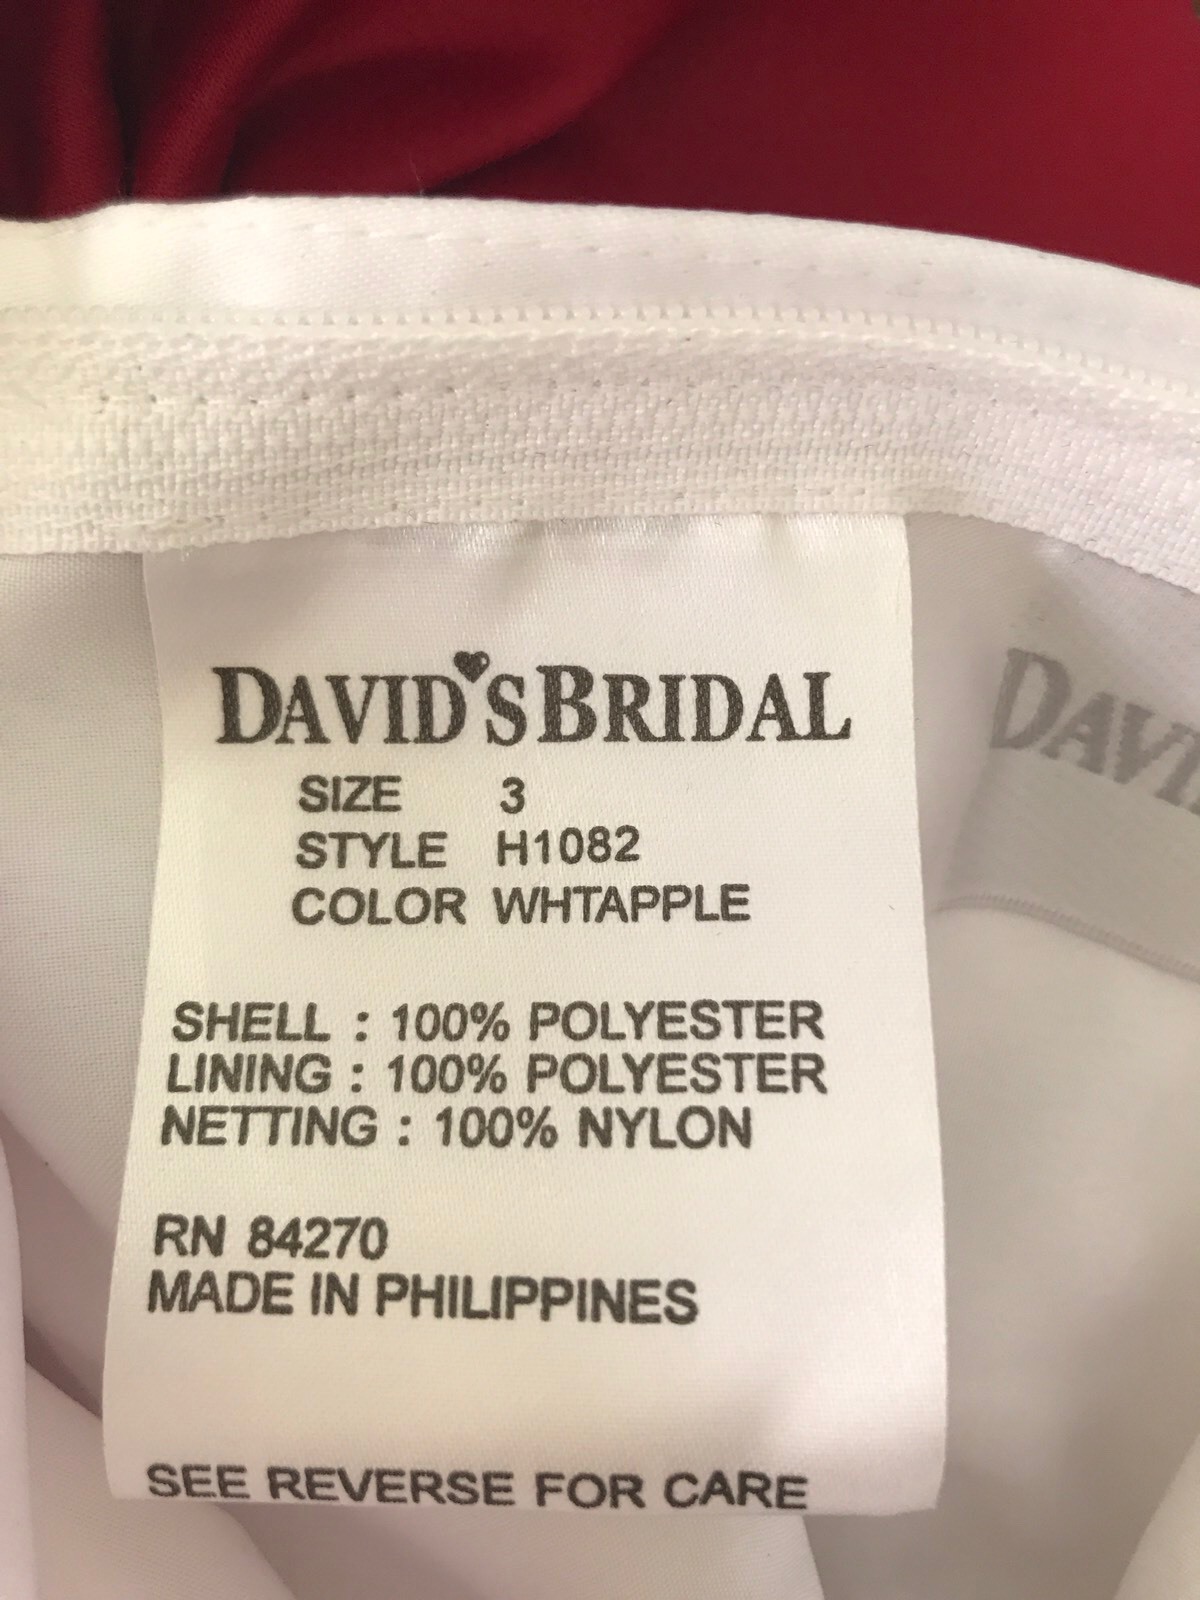 DAVID'S BRIDAL
SIZE 3
STYLE H1082
COLOR WHTAPPLE
SHELL : 100% POLYESTER
LINING : 100% POLYESTER
NETTING : 100% NYLON
RN 84270
MADE IN PHILIPPINES
SEE REVERSE FOR CARE